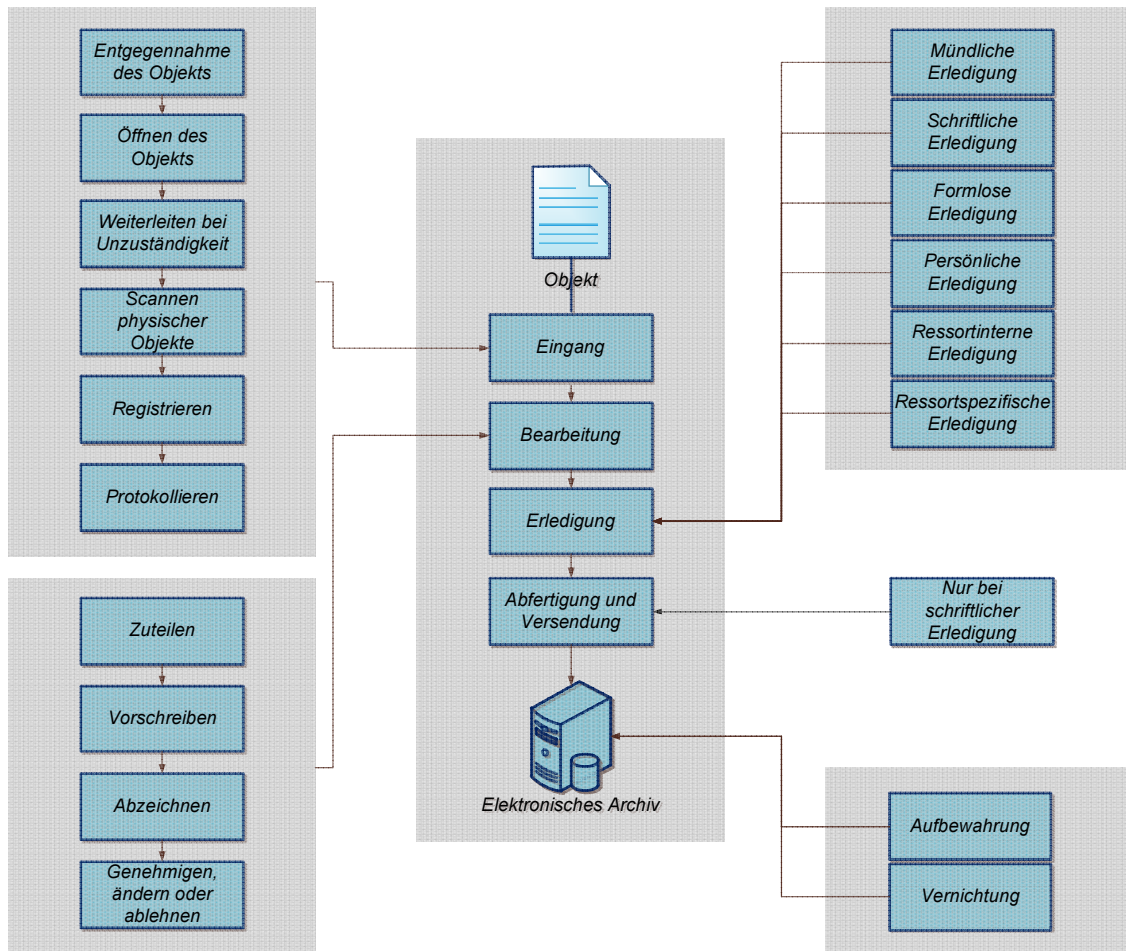 Entgegennahme
des Objekts
Öffnen des
Objekts
Weiterleiten bei
Unzuständigkeit
Scannen
physischer
Objekte
Registrieren
Protokollieren
Zuteilen
Vorschreiben
Abzeichnen
Genehmigen,
ändern oder
ablehnen
Objekt
Eingang
Bearbeitung
Erledigung
Abfertigung und
Versendung
Elektronisches Archiv
Mündliche
Erledigung
Schriftliche
Erledigung
Formlose
Erledigung
Persönliche
Erledigung
Ressortinterne
Erledigung
Ressortspezifische
Erledigung
Nur bei
schriftlicher
Erledigung
Aufbewahrung
Vernichtung